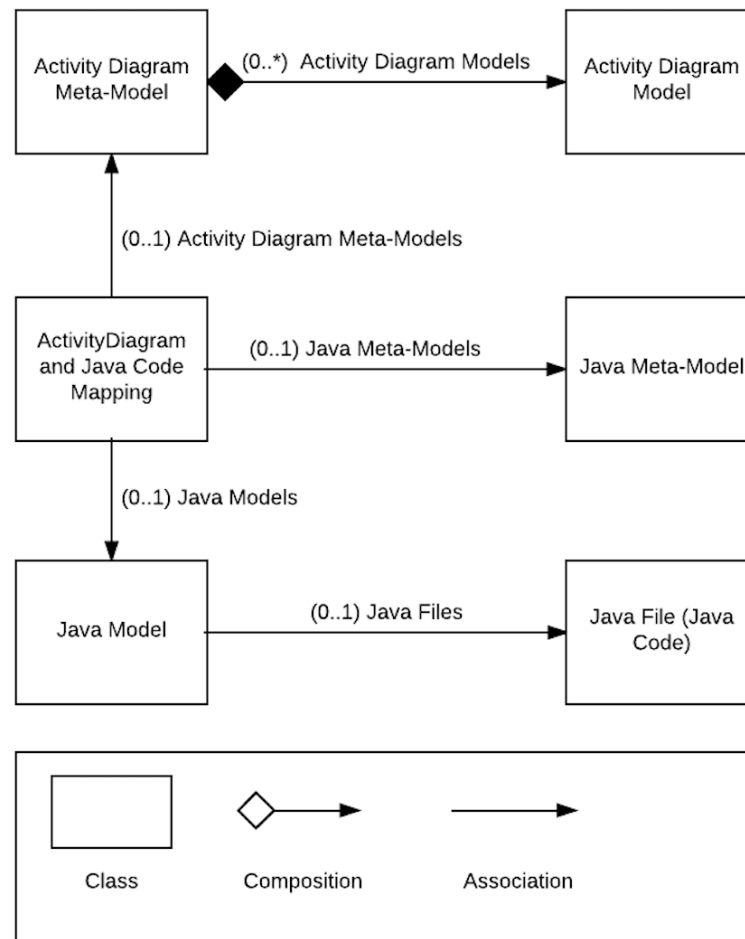 Activity Diagram
Meta-Model
(0..*)  Activity Diagram Models
Activity Diagram
Model
(0..1) Activity Diagram Meta-Models
ActivityDiagram
and Java Code
Mapping
(0..1) Java Meta-Models
Java Meta-Model
(0..1) Java Models
Java Model
(0..1) Java Files
Java File (Java
Code)
Class
Composition
Association